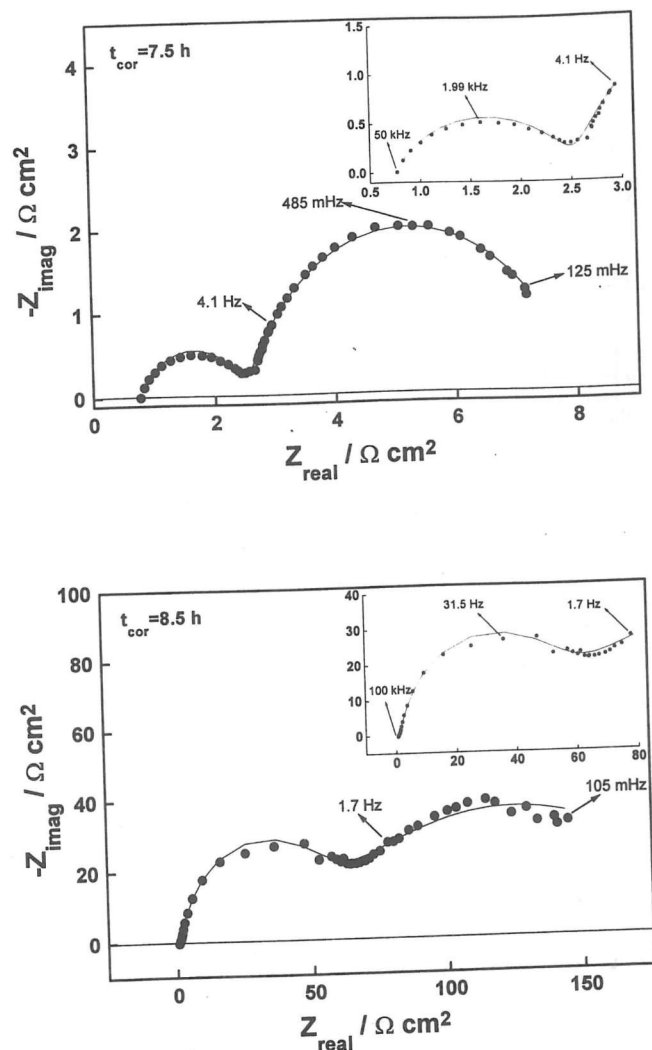 t_cor=7.5 h
4
3
2
1
0
-Z_imag / Ω cm²
0
2
4
6
8
Z_real / Ω cm²
485 mHz
4.1 Hz
125 mHz
1.5
1.0
0.5
0.0
0.5
1.0
1.5
2.0
2.5
3.0
50 kHz
1.99 kHz
4.1 Hz
t_cor=8.5 h
100
80
60
40
20
0
-Z_imag / Ω cm²
0
50
100
150
Z_real / Ω cm²
1.7 Hz
105 mHz
40
30
20
10
0
0
20
40
60
80
100 kHz
31.5 Hz
1.7 Hz